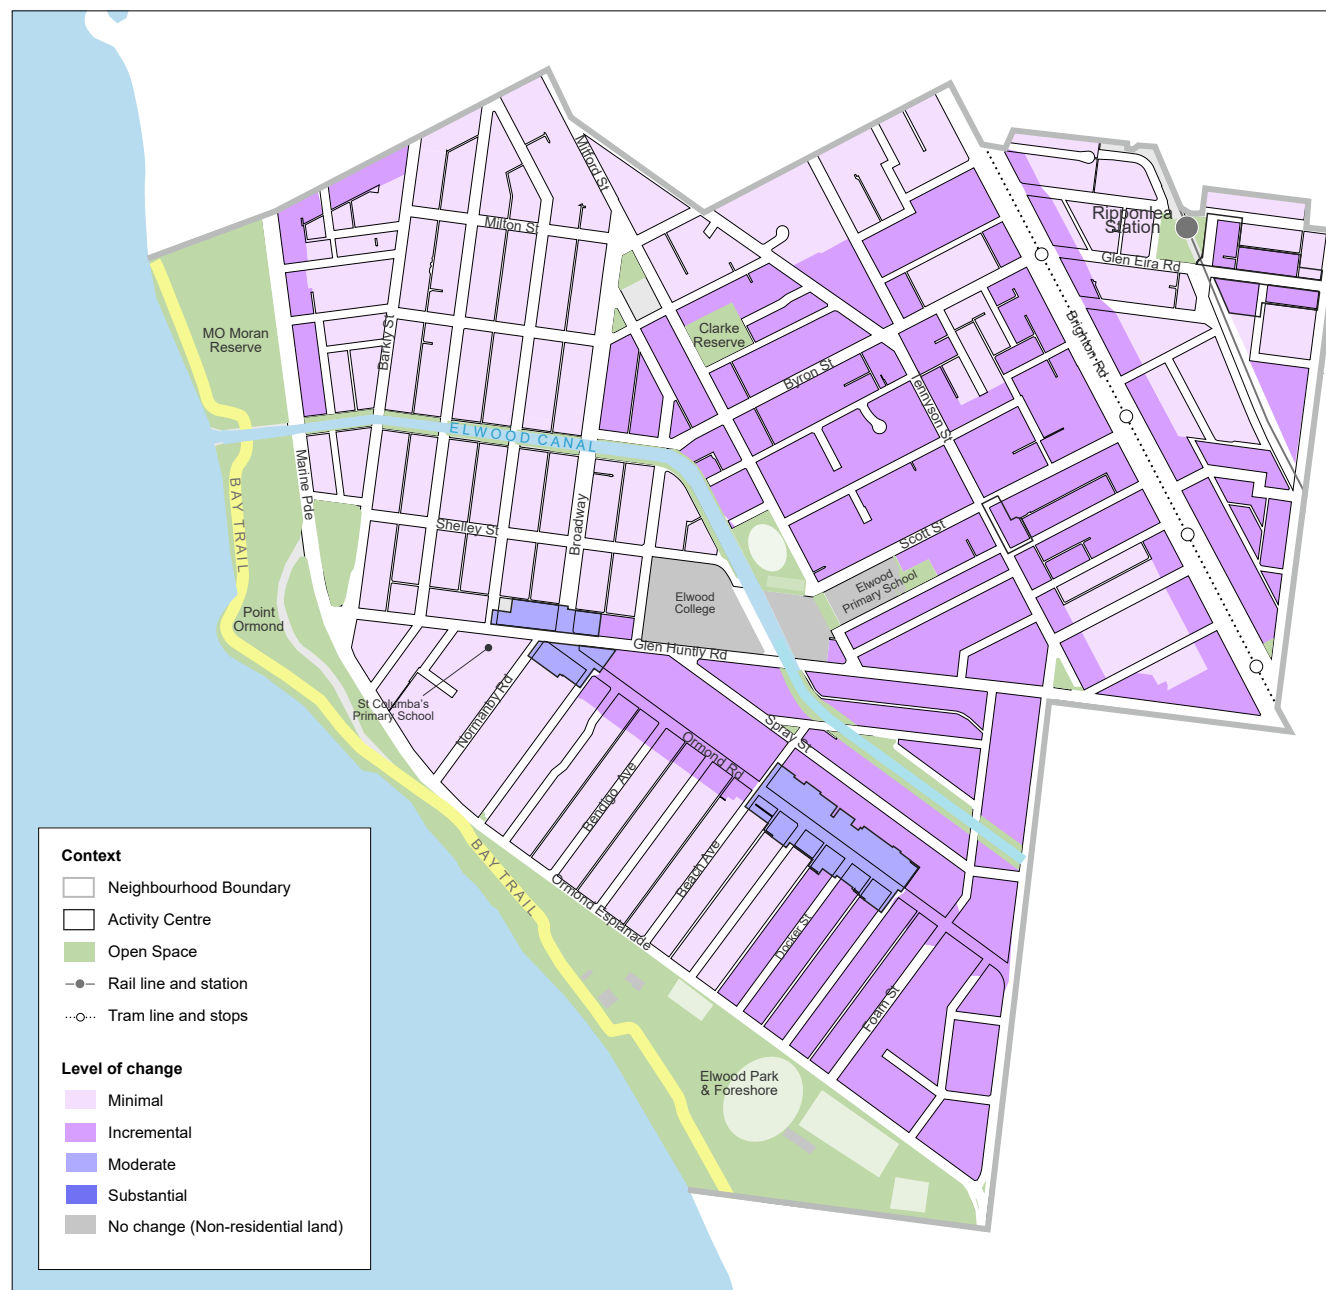 Milford St
Milton St
Ripponlea
Station
Glen Eira Rd
MO Moran
Reserve
Barkly St
Clarke
Reserve
Brighton Rd
Byron St
Tennyson St
ELWOOD CANAL
Marine Pde
BAY TRAIL
Shelley St
Broadway
Scott St
Elwood
Primary School
Elwood
College
Point
Ormond
Glen Huntly Rd
St Columba's
Primary School
Normanby Rd
Spray St
Ormond Rd
Bendigo Ave
Beach Ave
BAY TRAIL
Ormond Esplanade
Docker St
Foam St
Elwood Park
& Foreshore
Context
Neighbourhood Boundary
Activity Centre
Open Space
Rail line and station
Tram line and stops
Level of change
Minimal
Incremental
Moderate
Substantial
No change (Non-residential land)